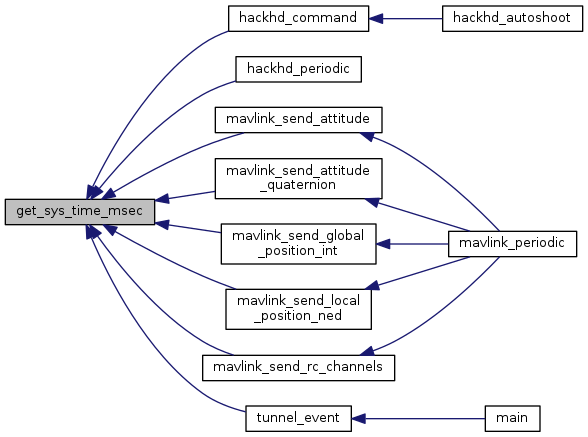 hackhd_command
hackhd_autoshoot
hackhd_periodic
mavlink_send_attitude
mavlink_send_attitude
_quaternion
get_sys_time_msec
mavlink_send_global
_position_int
mavlink_periodic
mavlink_send_local
_position_ned
mavlink_send_rc_channels
tunnel_event
main